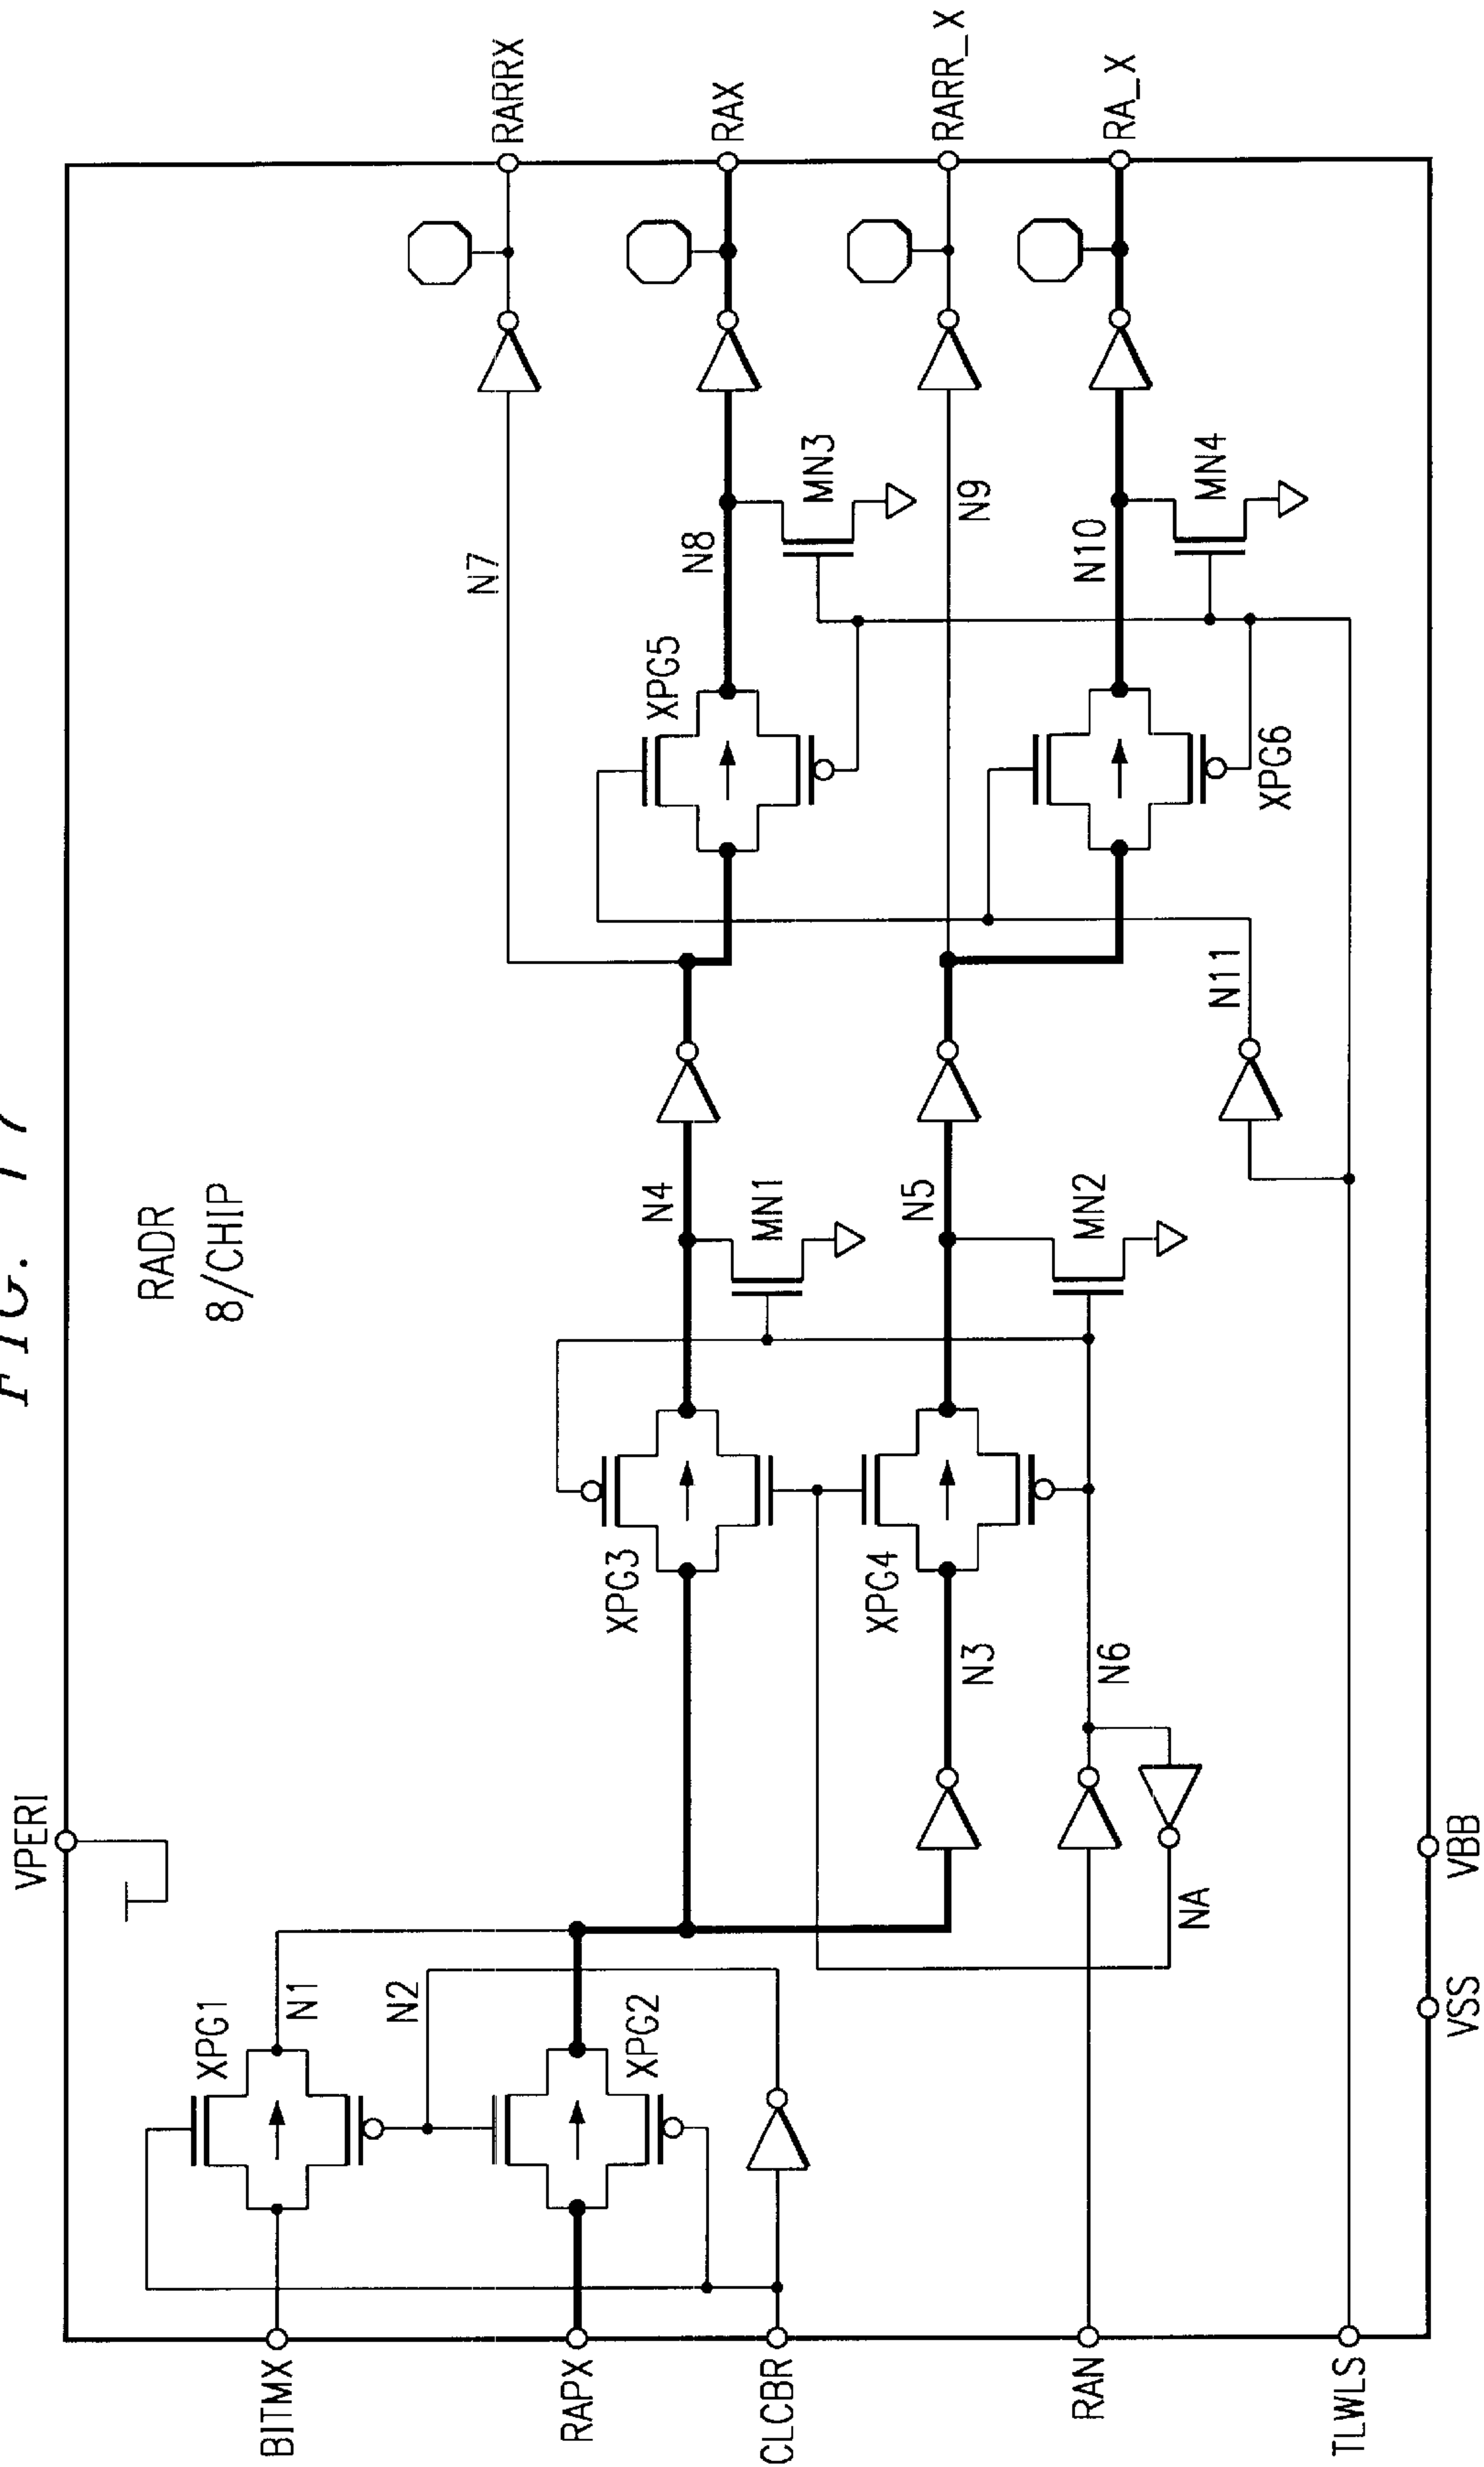 FIG. 17
RADR
8/CHIP
VPERI
BITMX
RAPX
CLCBR
RAN
TLWLS
XPG1
N1
N2
XPG2
NA
N3
N6
XPG3
XPG4
N4
MN1
N5
MN2
N11
XPG5
XPG6
N7
N8
MN3
N9
N10
MN4
RARRX
RAX
RARR_X
RA_X
VSS
VBB